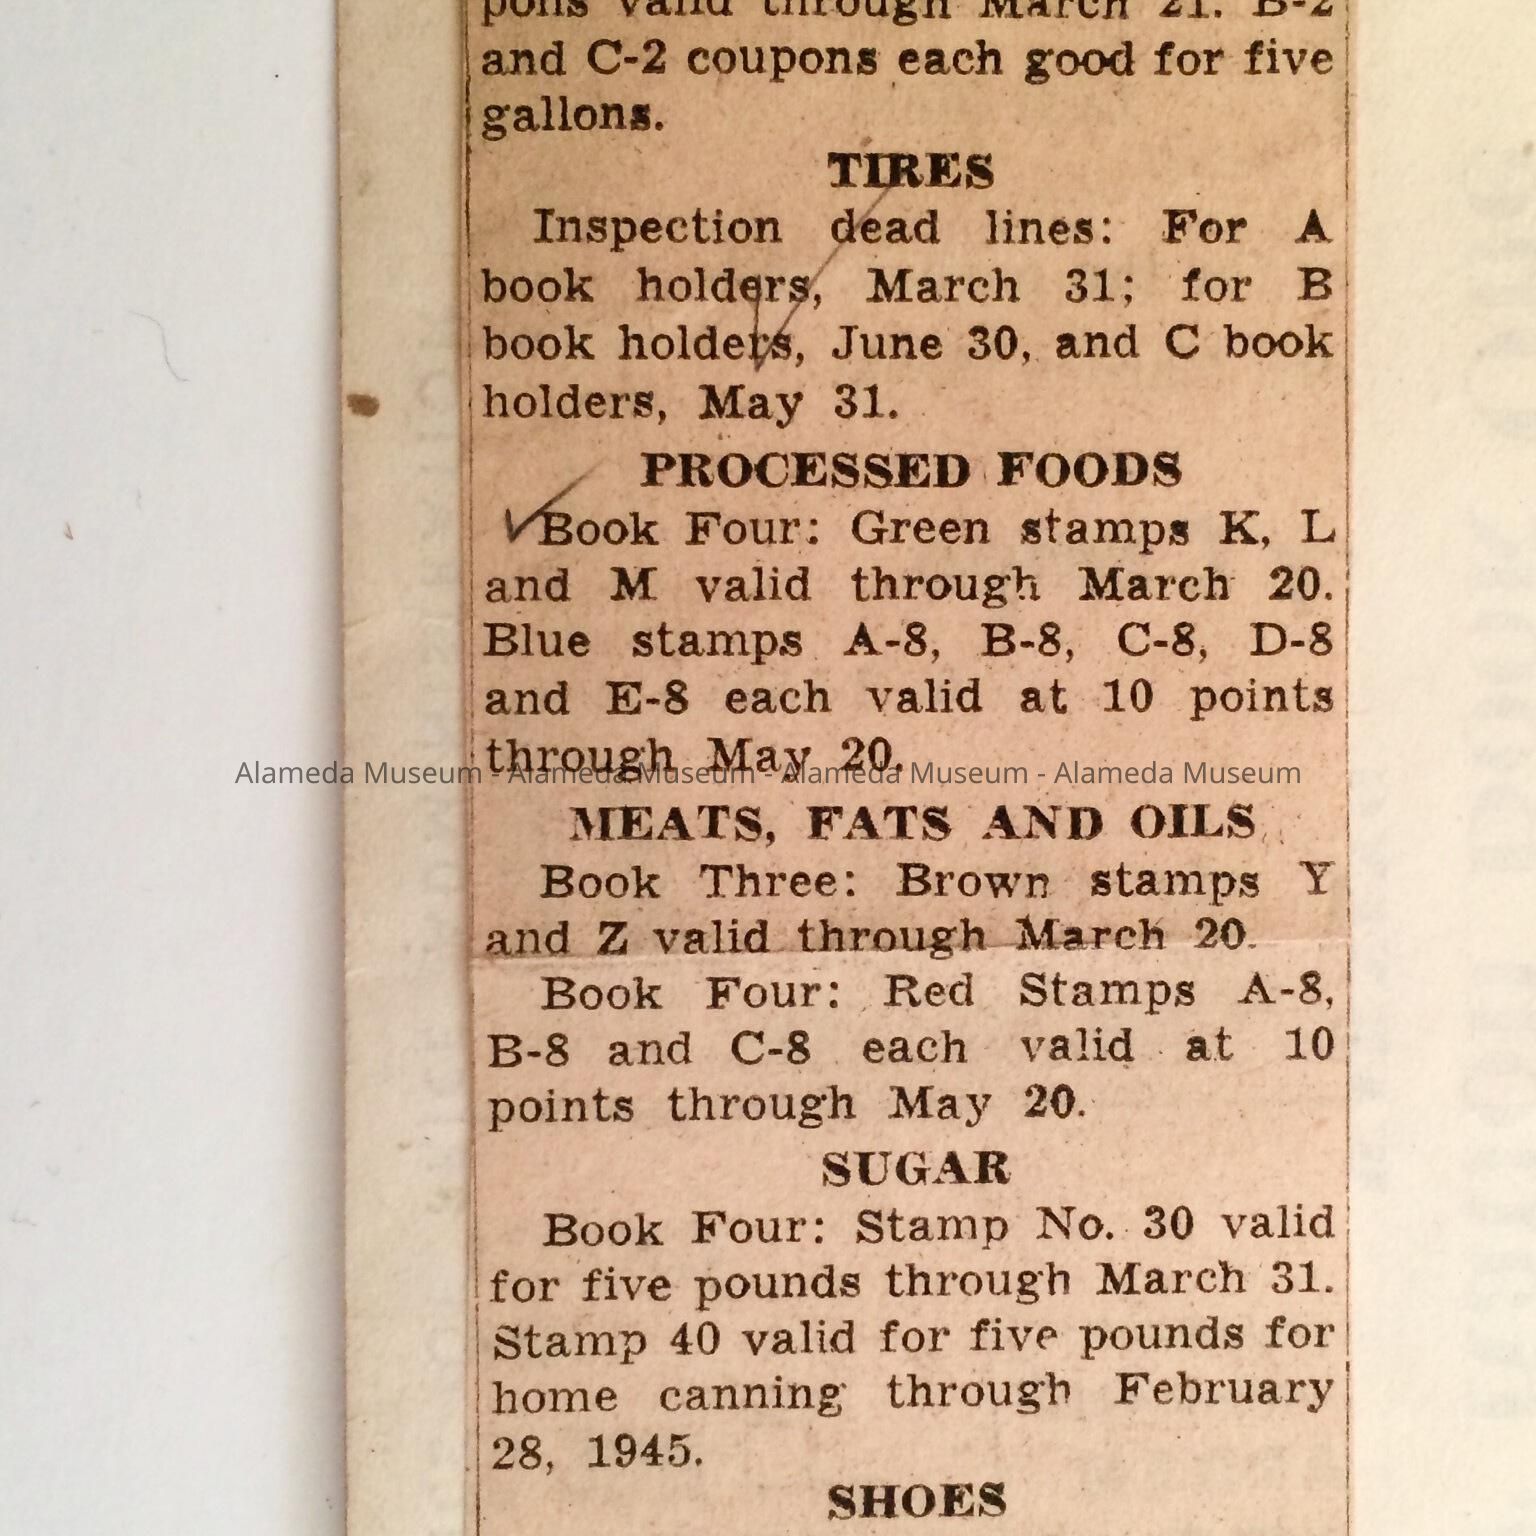 pons valid through March 21. B-2
and C-2 coupons each good for five
gallons.
TIRES
Inspection dead lines: For A
book holders, March 31; for B
book holders, June 30, and C book
holders, May 31.
PROCESSED FOODS
Book Four: Green stamps K, L
and M valid through March 20.
Blue stamps A-8, B-8, C-8, D-8
and E-8 each valid at 10 points
through May 20.
Alameda Museum - Alameda Museum - Alameda Museum - Alameda Museum
MEATS, FATS AND OILS
Book Three: Brown stamps Y
and Z valid through March 20.
Book Four: Red Stamps A-8,
B-8 and C-8 each valid at 10
points through May 20.
SUGAR
Book Four: Stamp No. 30 valid
for five pounds through March 31.
Stamp 40 valid for five pounds for
home canning through February
28, 1945.
SHOES